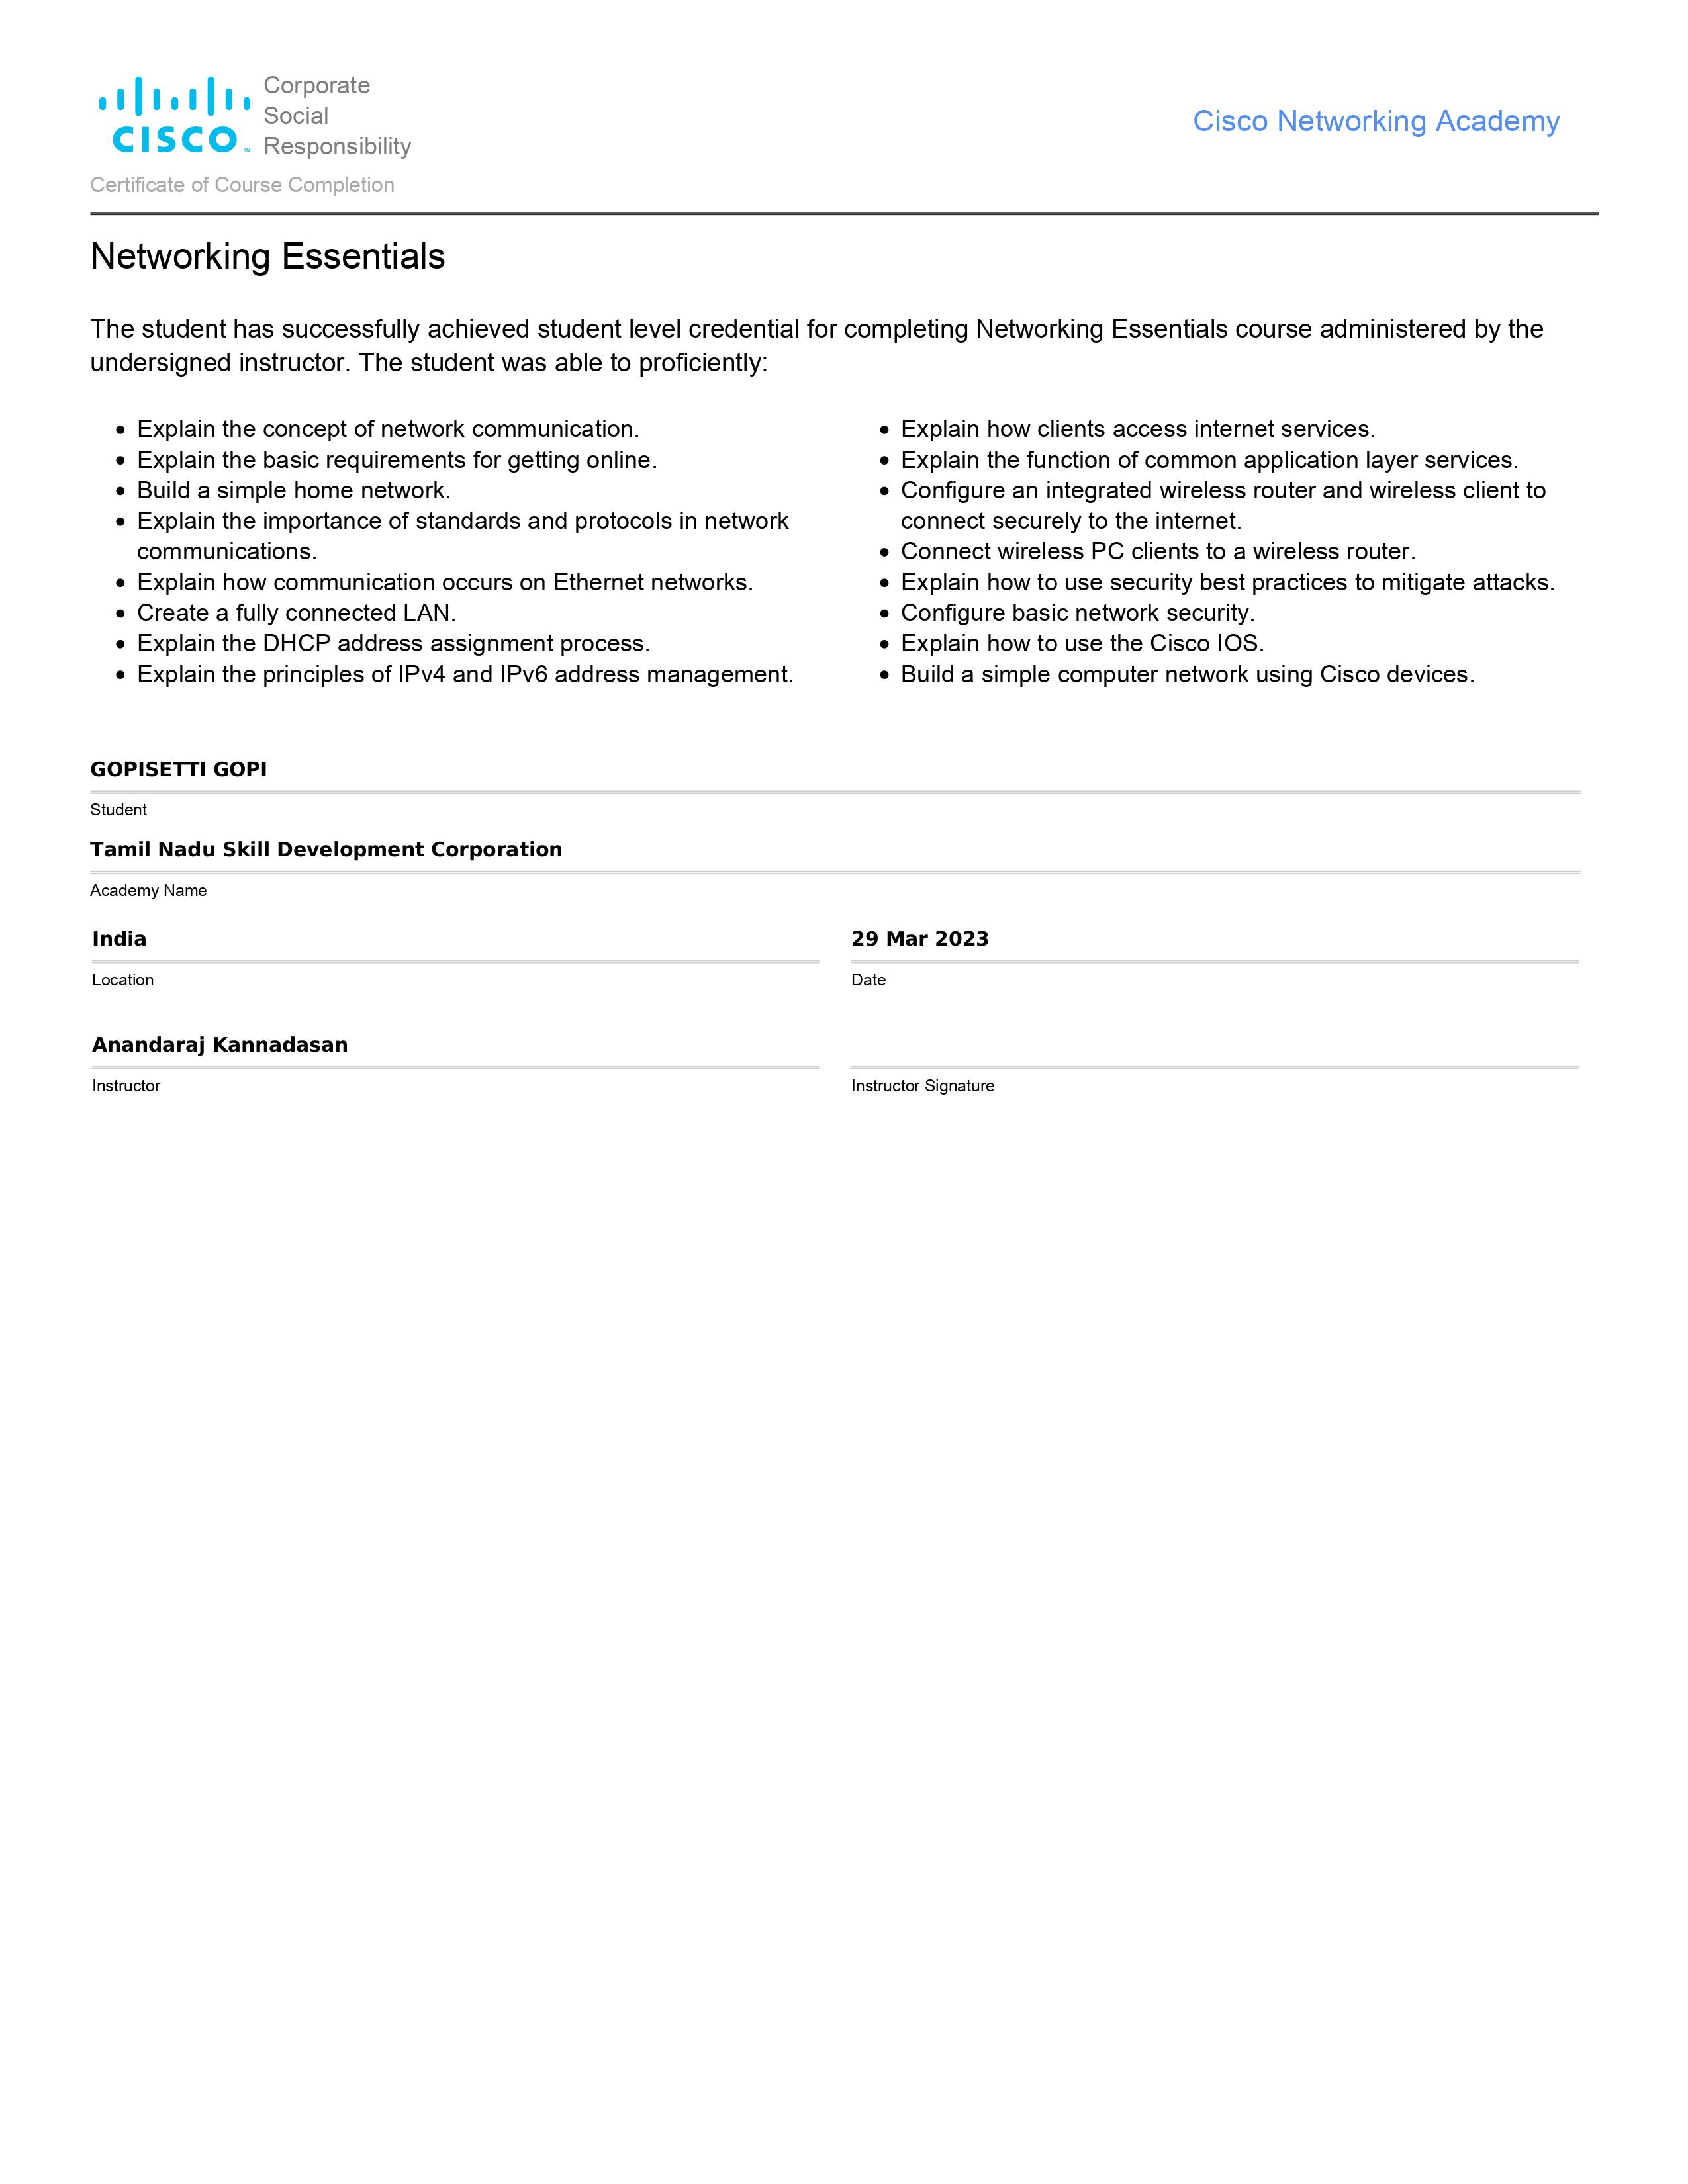 CISCO™
Corporate
Social
Responsibility
Cisco Networking Academy
Certificate of Course Completion
Networking Essentials
The student has successfully achieved student level credential for completing Networking Essentials course administered by the
undersigned instructor. The student was able to proficiently:
• Explain the concept of network communication.
• Explain the basic requirements for getting online.
• Build a simple home network.
• Explain the importance of standards and protocols in network
communications.
• Explain how communication occurs on Ethernet networks.
• Create a fully connected LAN.
• Explain the DHCP address assignment process.
• Explain the principles of IPv4 and IPv6 address management.
• Explain how clients access internet services.
• Explain the function of common application layer services.
• Configure an integrated wireless router and wireless client to
connect securely to the internet.
• Connect wireless PC clients to a wireless router.
• Explain how to use security best practices to mitigate attacks.
• Configure basic network security.
• Explain how to use the Cisco IOS.
• Build a simple computer network using Cisco devices.
GOPISETTI GOPI
Student
Tamil Nadu Skill Development Corporation
Academy Name
India
Location
29 Mar 2023
Date
Anandaraj Kannadasan
Instructor
Instructor Signature